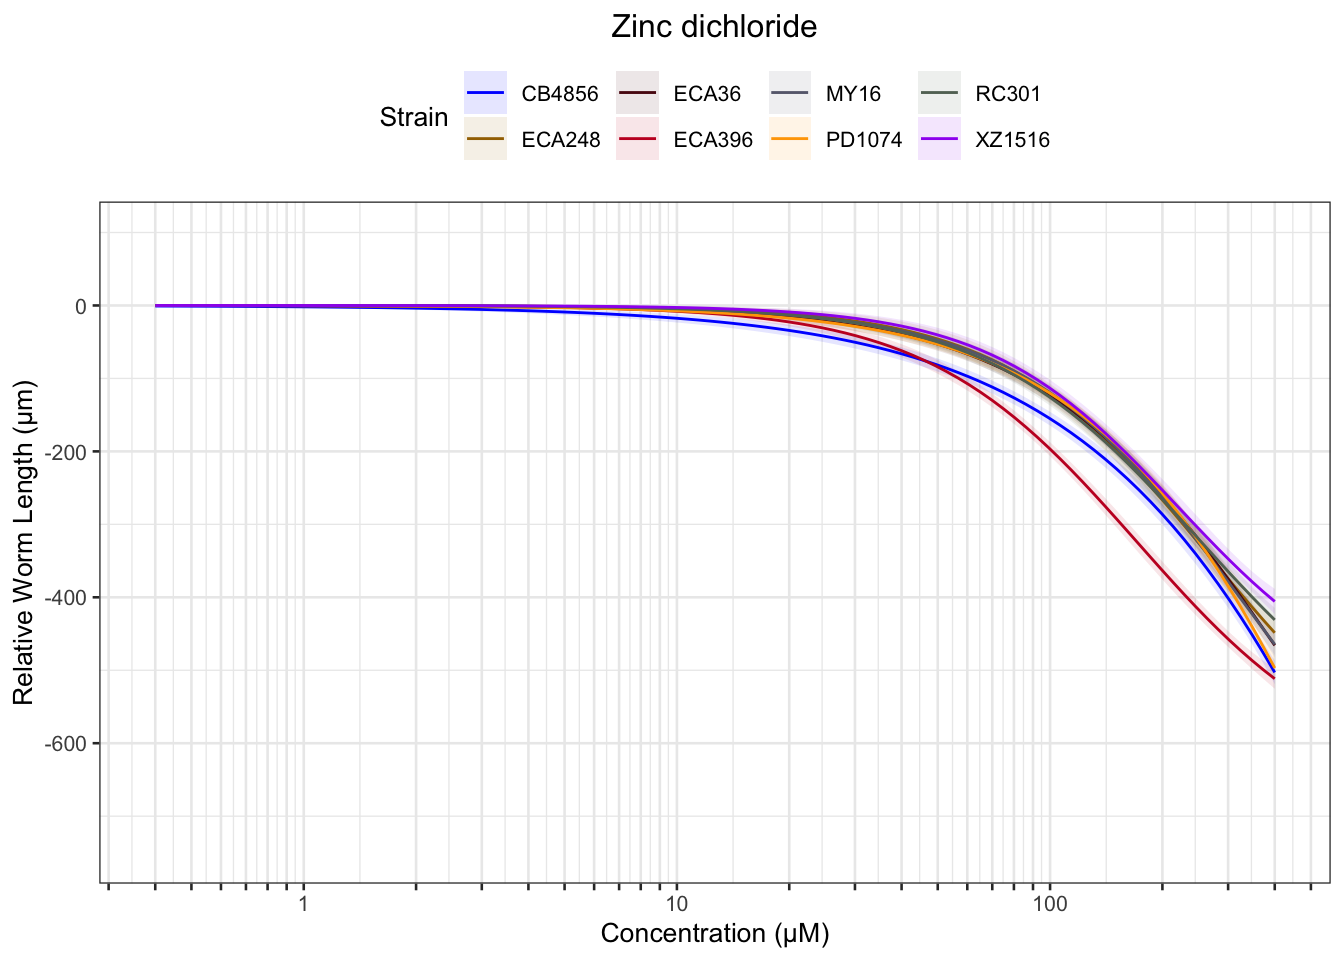 Zinc dichloride
Strain
CB4856 ECA36 MY16 RC301
ECA248 ECA396 PD1074 XZ1516
Relative Worm Length (µm)
0
-200
-400
-600
1 10 100
Concentration (µM)